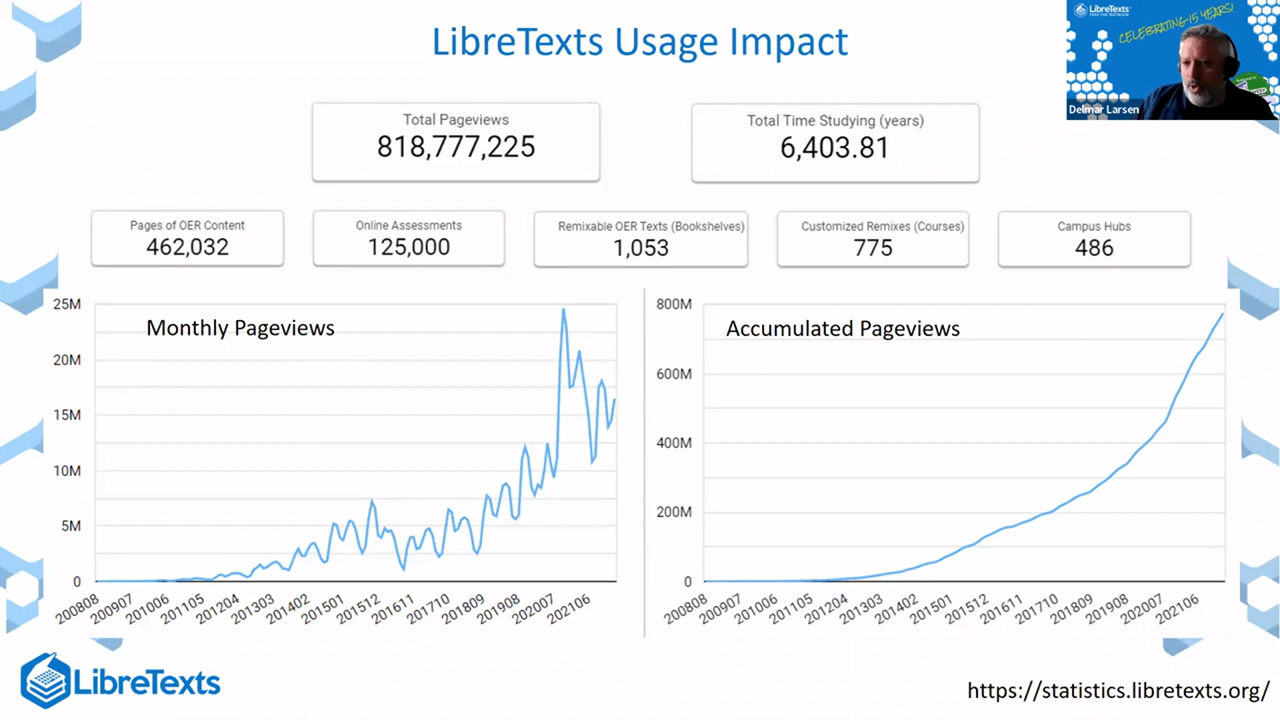 LibreTexts Usage Impact
LibreTexts
FREE THE TEXTBOOK
CELEBRATING 15 YEARS!
Delmar Larsen
Total Pageviews
818,777,225
Total Time Studying (years)
6,403.81
Pages of OER Content
462,032
Online Assessments
125,000
Remixable OER Texts (Bookshelves)
1,053
Customized Remixes (Courses)
775
Campus Hubs
486
Monthly Pageviews
25M
20M
15M
10M
5M
0
200808 200907 201006 201105 201204 201303 201402 201501 201512 201611 201710 201809 201908 202007 202106
Accumulated Pageviews
800M
600M
400M
200M
0
200808 200907 201006 201105 201204 201303 201402 201501 201512 201611 201710 201809 201908 202007 202106
LibreTexts
https://statistics.libretexts.org/